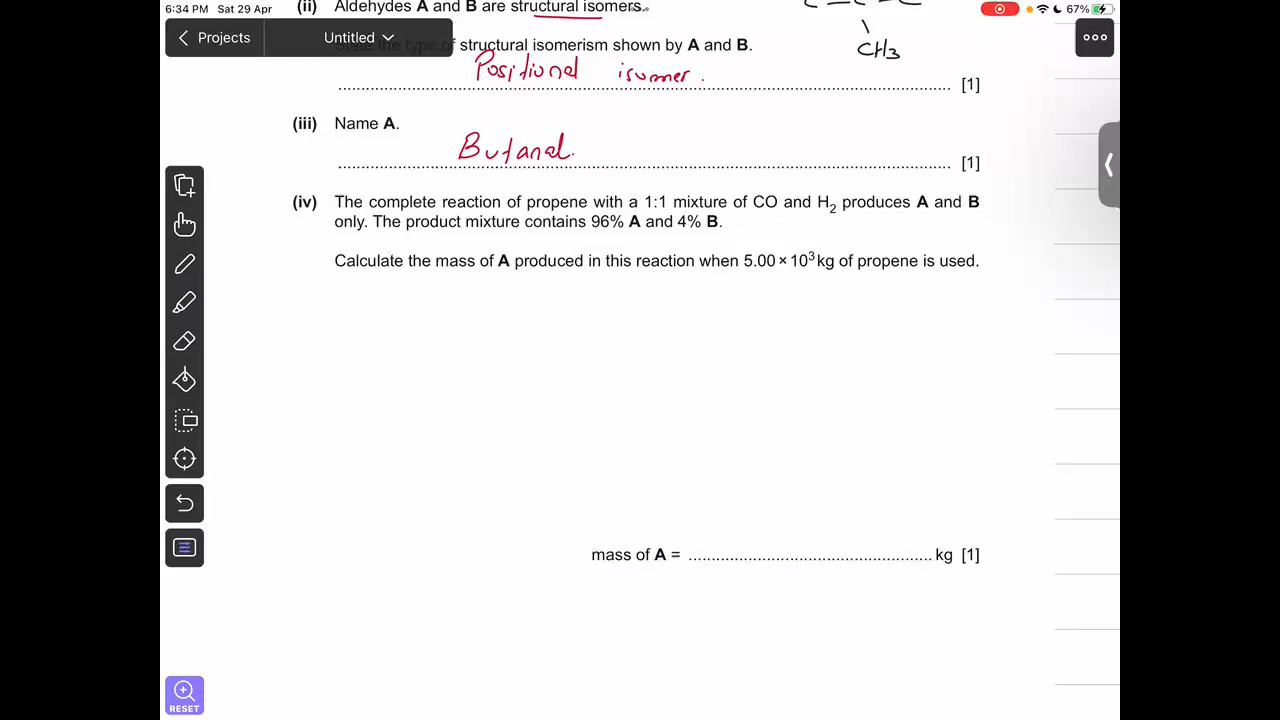 6:34 PM Sat 29 Apr
67%
(ii) Aldehydes A and B are structural isomers.
Projects
Untitled
State the type of structural isomerism shown by A and B.
CH3
Positional isomer.
[1]
(iii) Name A.
Butanal.
[1]
(iv) The complete reaction of propene with a 1:1 mixture of CO and H₂ produces A and B
only. The product mixture contains 96% A and 4% B.
Calculate the mass of A produced in this reaction when 5.00 × 10³ kg of propene is used.
mass of A = ........................................................ kg [1]
RESET